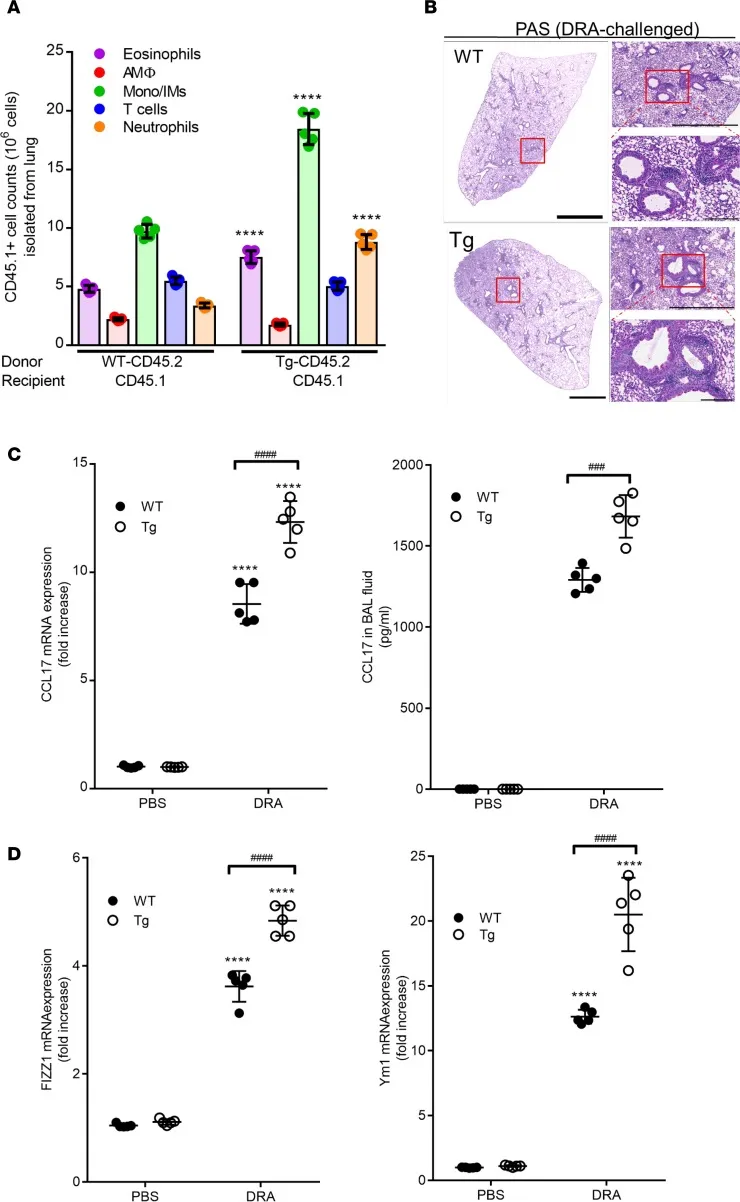 A
CD45.1+ cell counts (10⁶ cells)
isolated from lung
25
20
15
10
5
0
Eosinophils
AMΦ
Mono/IMs
T cells
Neutrophils
****
****
****
Donor
WT-CD45.2
Tg-CD45.2
Recipient
CD45.1
CD45.1
B
PAS (DRA-challenged)
WT
Tg
C
CCL17 mRNA expression
(fold increase)
15
10
5
0
WT
Tg
####
****
****
PBS
DRA
CCL17 in BAL fluid
(pg/ml)
2000
1500
1000
500
0
WT
Tg
###
PBS
DRA
D
FIZZ1 mRNAexpression
(fold increase)
6
4
2
0
WT
Tg
####
****
****
PBS
DRA
Ym1 mRNAexpression
(fold increase)
25
20
15
10
5
0
WT
Tg
####
****
****
PBS
DRA